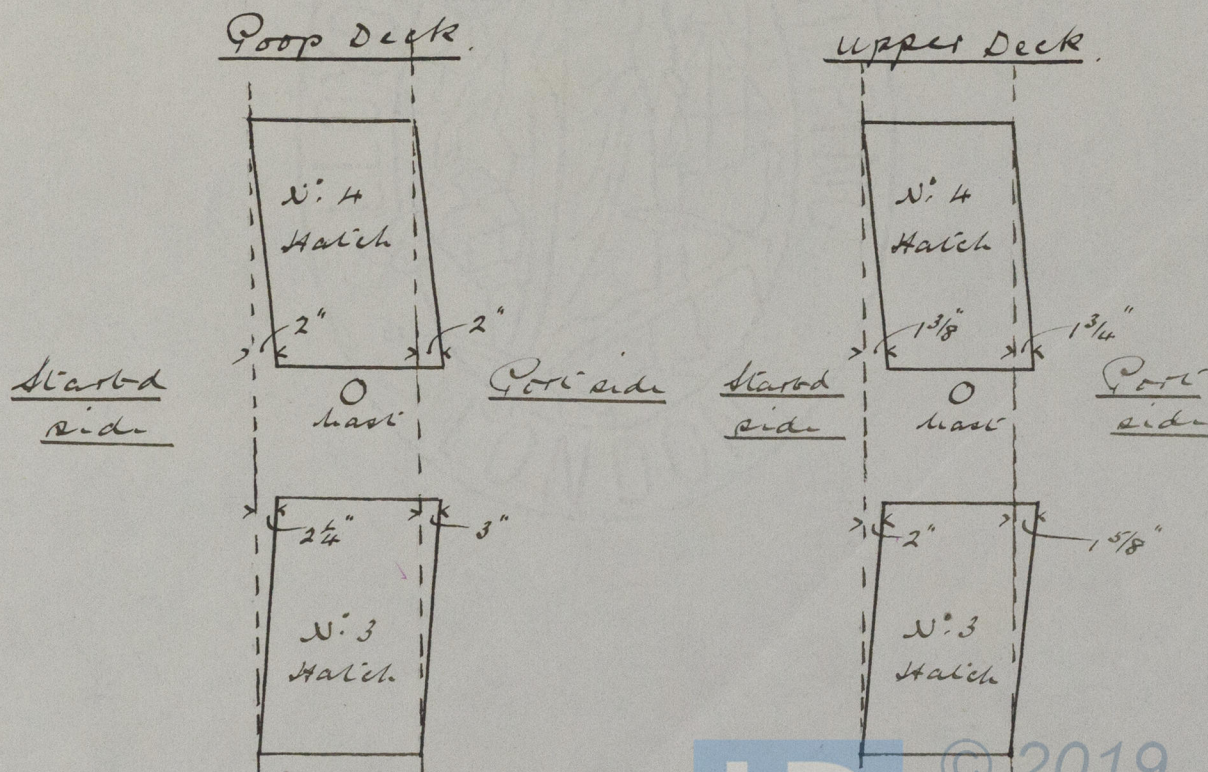 Poop Deck.
Nº. 4
Hatch
2"
2"
Starbd
side
Port side
O
Mast
2¼"
3"
Nº. 3
Hatch
Upper Deck.
Nº. 4
Hatch
1 3/8"
1 3/4"
Starbd
side
Port
side
O
Mast
2"
1 5/8"
Nº. 3
Hatch
© 2019